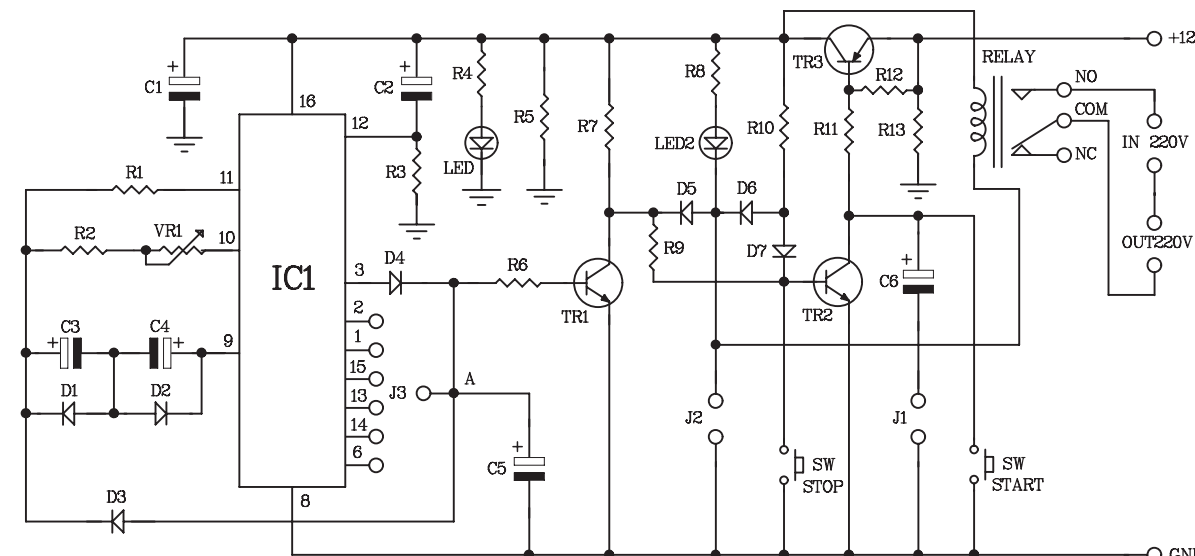 +12
TR3
RELAY
C1
+
C2
+
R4
R8
R12
NO
16
12
R5
R7
R10
R11
R13
COM
LED
LED2
IN 220V
R3
NC
R1
11
D5
D6
R2
VR1
10
D4
R6
R9
D7
OUT220V
IC1
3
TR1
TR2
C6
+
2
C3
+
C4
+
9
1
15
D1
D2
13
J3
A
J2
J1
14
6
C5
+
SW
STOP
SW
START
D3
8